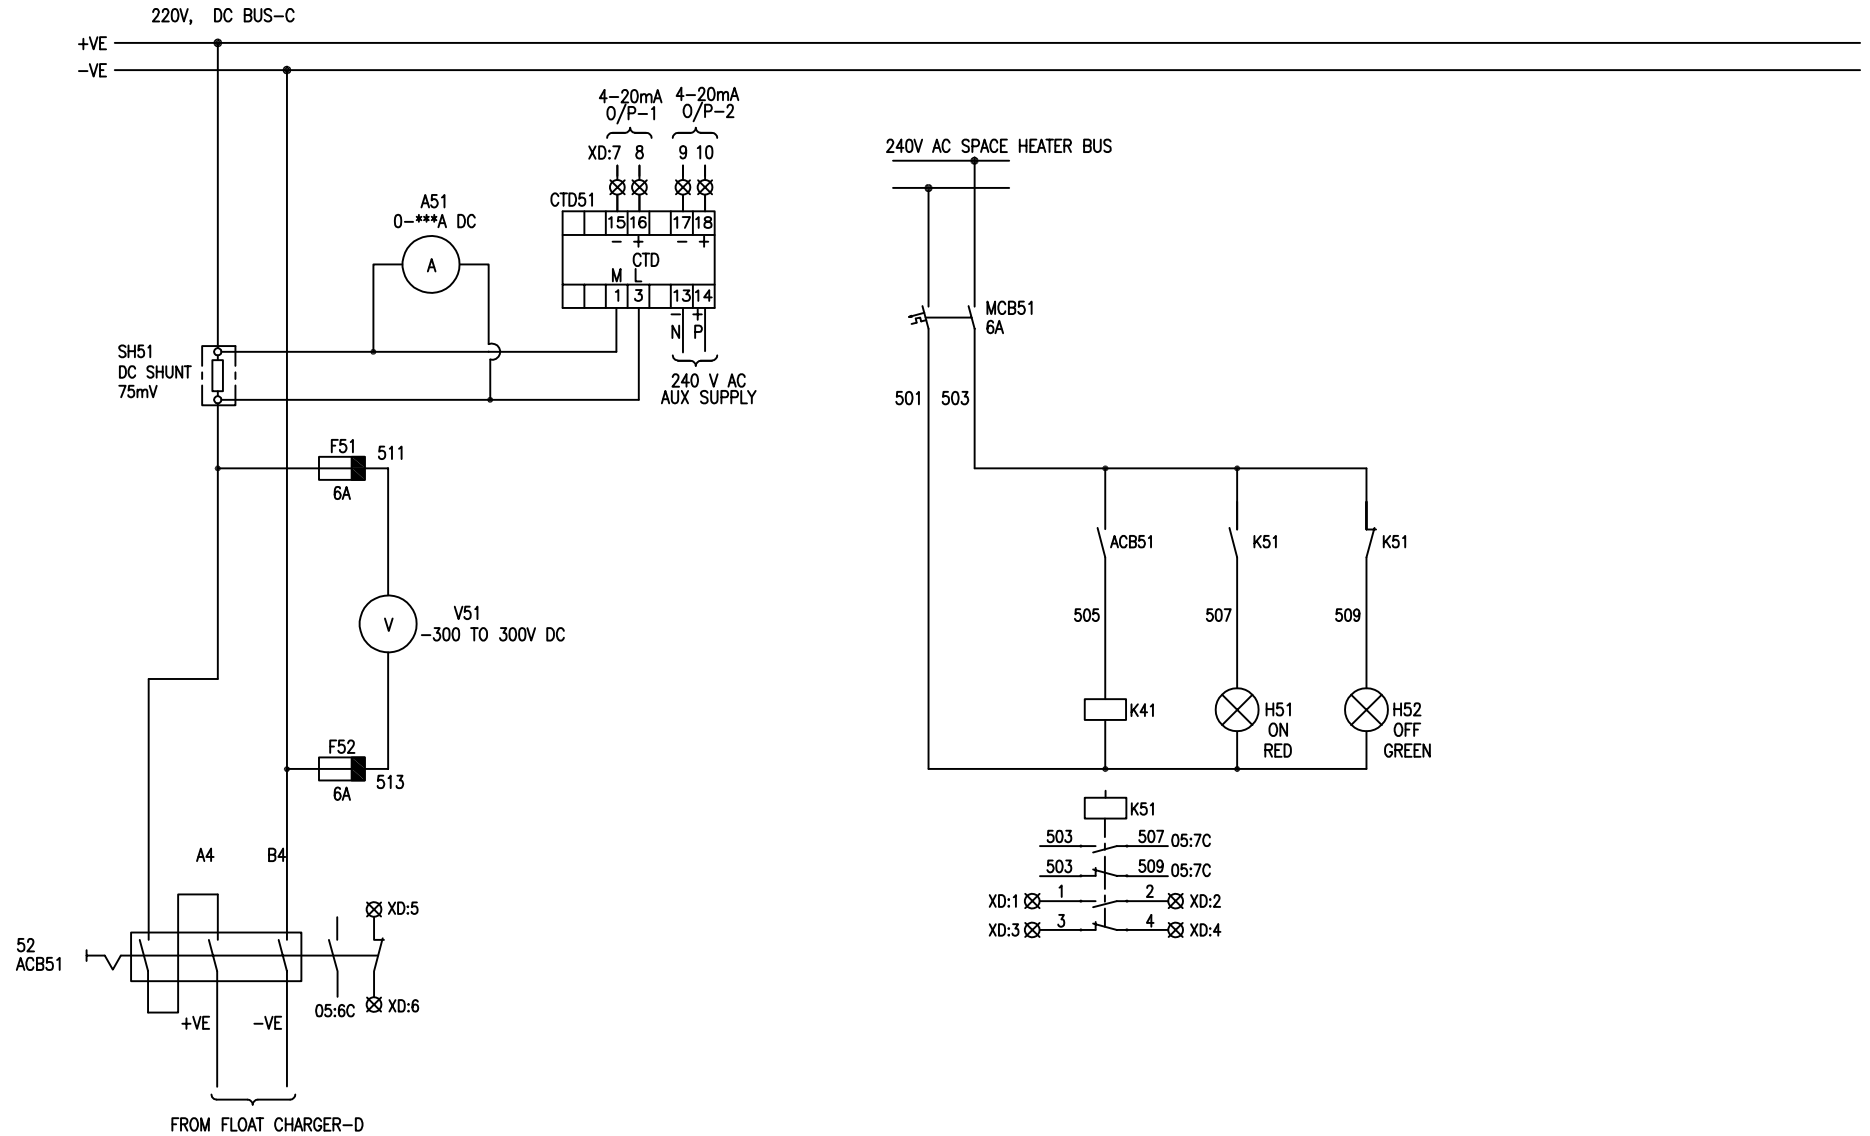 220V, DC BUS-C
+VE
-VE
4-20mA 4-20mA
O/P-1 O/P-2
XD:7 8 9 10
CTD51
15 16 17 18
- + - +
CTD
M L
1 3 13 14
- +
N P
240 V AC
AUX SUPPLY
A51
0-***A DC
A
SH51
DC SHUNT
75mV
F51
511
6A
V51
V
-300 TO 300V DC
F52
513
6A
A4 B4
52
ACB51
XD:5
05:6C
XD:6
+VE -VE
FROM FLOAT CHARGER-D
240V AC SPACE HEATER BUS
MCB51
6A
501 503
ACB51 K51 K51
505 507 509
K41
H51
ON
RED
H52
OFF
GREEN
K51
503 507 05:7C
503 509 05:7C
XD:1 1 2 XD:2
XD:3 3 4 XD:4